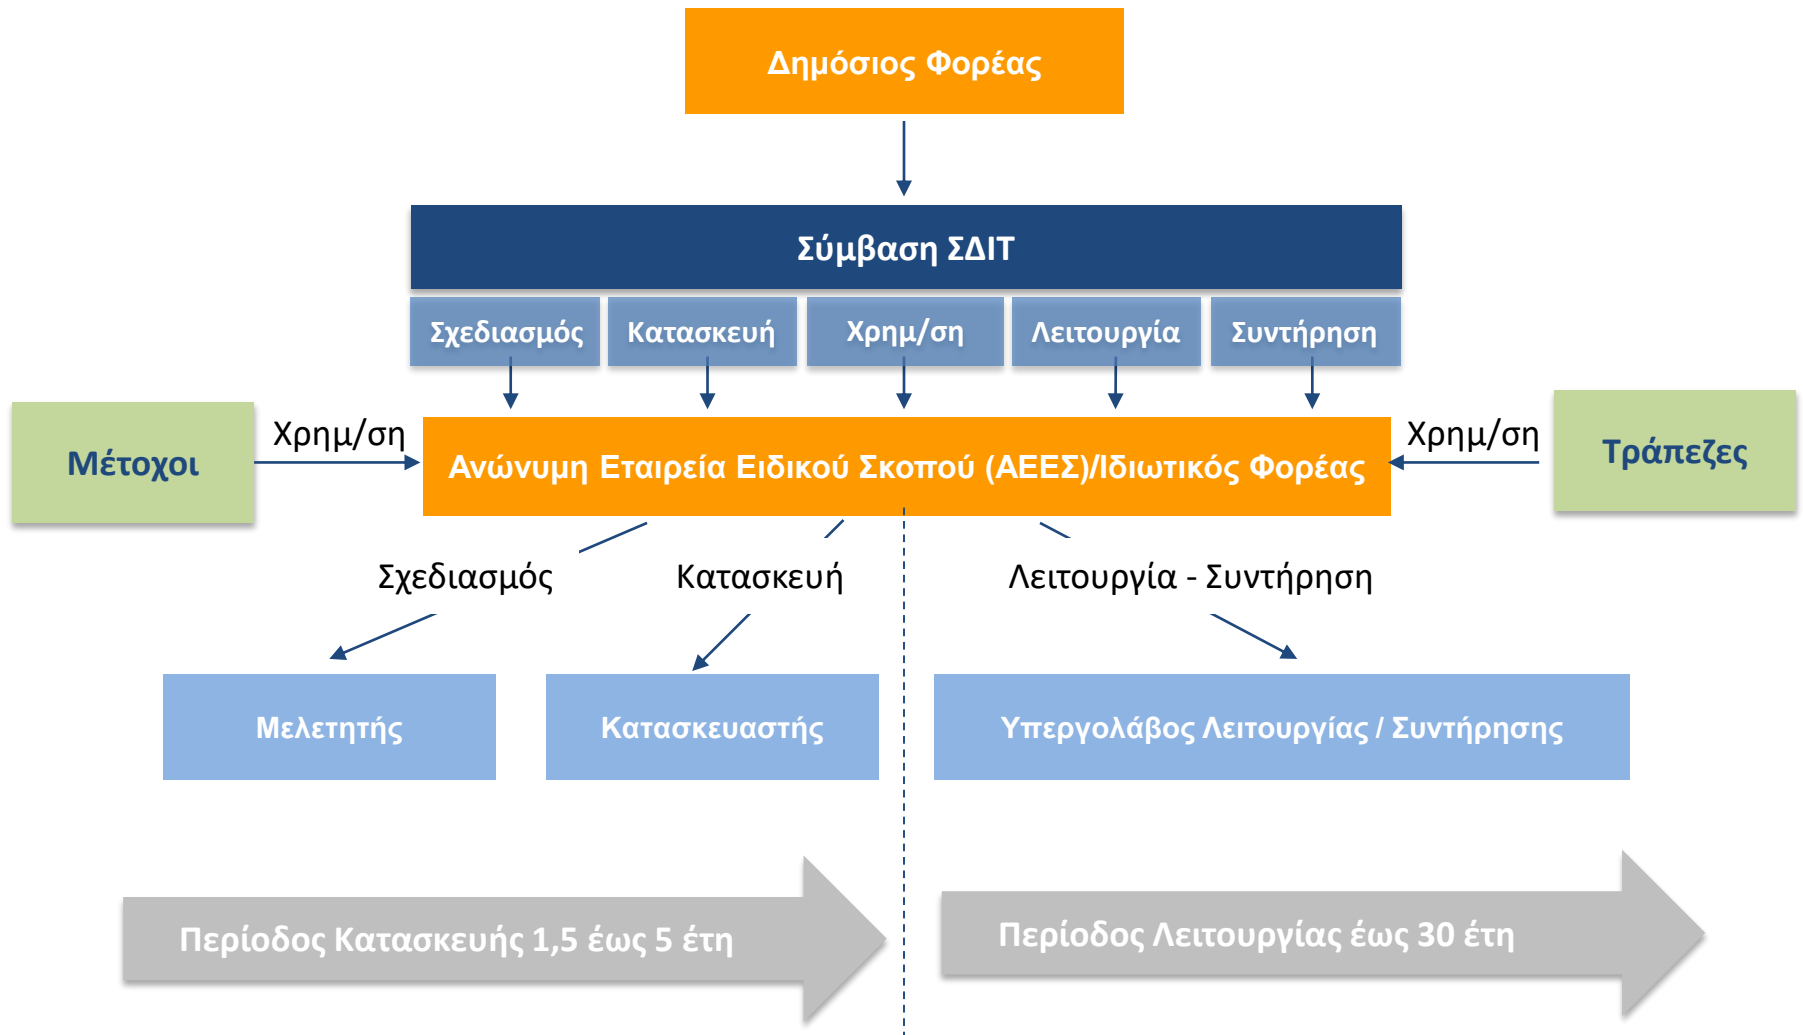 Δημόσιος Φορέας
Σύμβαση ΣΔΙΤ
Σχεδιασμός
Κατασκευή
Χρημ/ση
Λειτουργία
Συντήρηση
Μέτοχοι
Χρημ/ση
Ανώνυμη Εταιρεία Ειδικού Σκοπού (ΑΕΕΣ)/Ιδιωτικός Φορέας
Χρημ/ση
Τράπεζες
Σχεδιασμός
Κατασκευή
Λειτουργία - Συντήρηση
Μελετητής
Κατασκευαστής
Υπεργολάβος Λειτουργίας / Συντήρησης
Περίοδος Κατασκευής 1,5 έως 5 έτη
Περίοδος Λειτουργίας έως 30 έτη